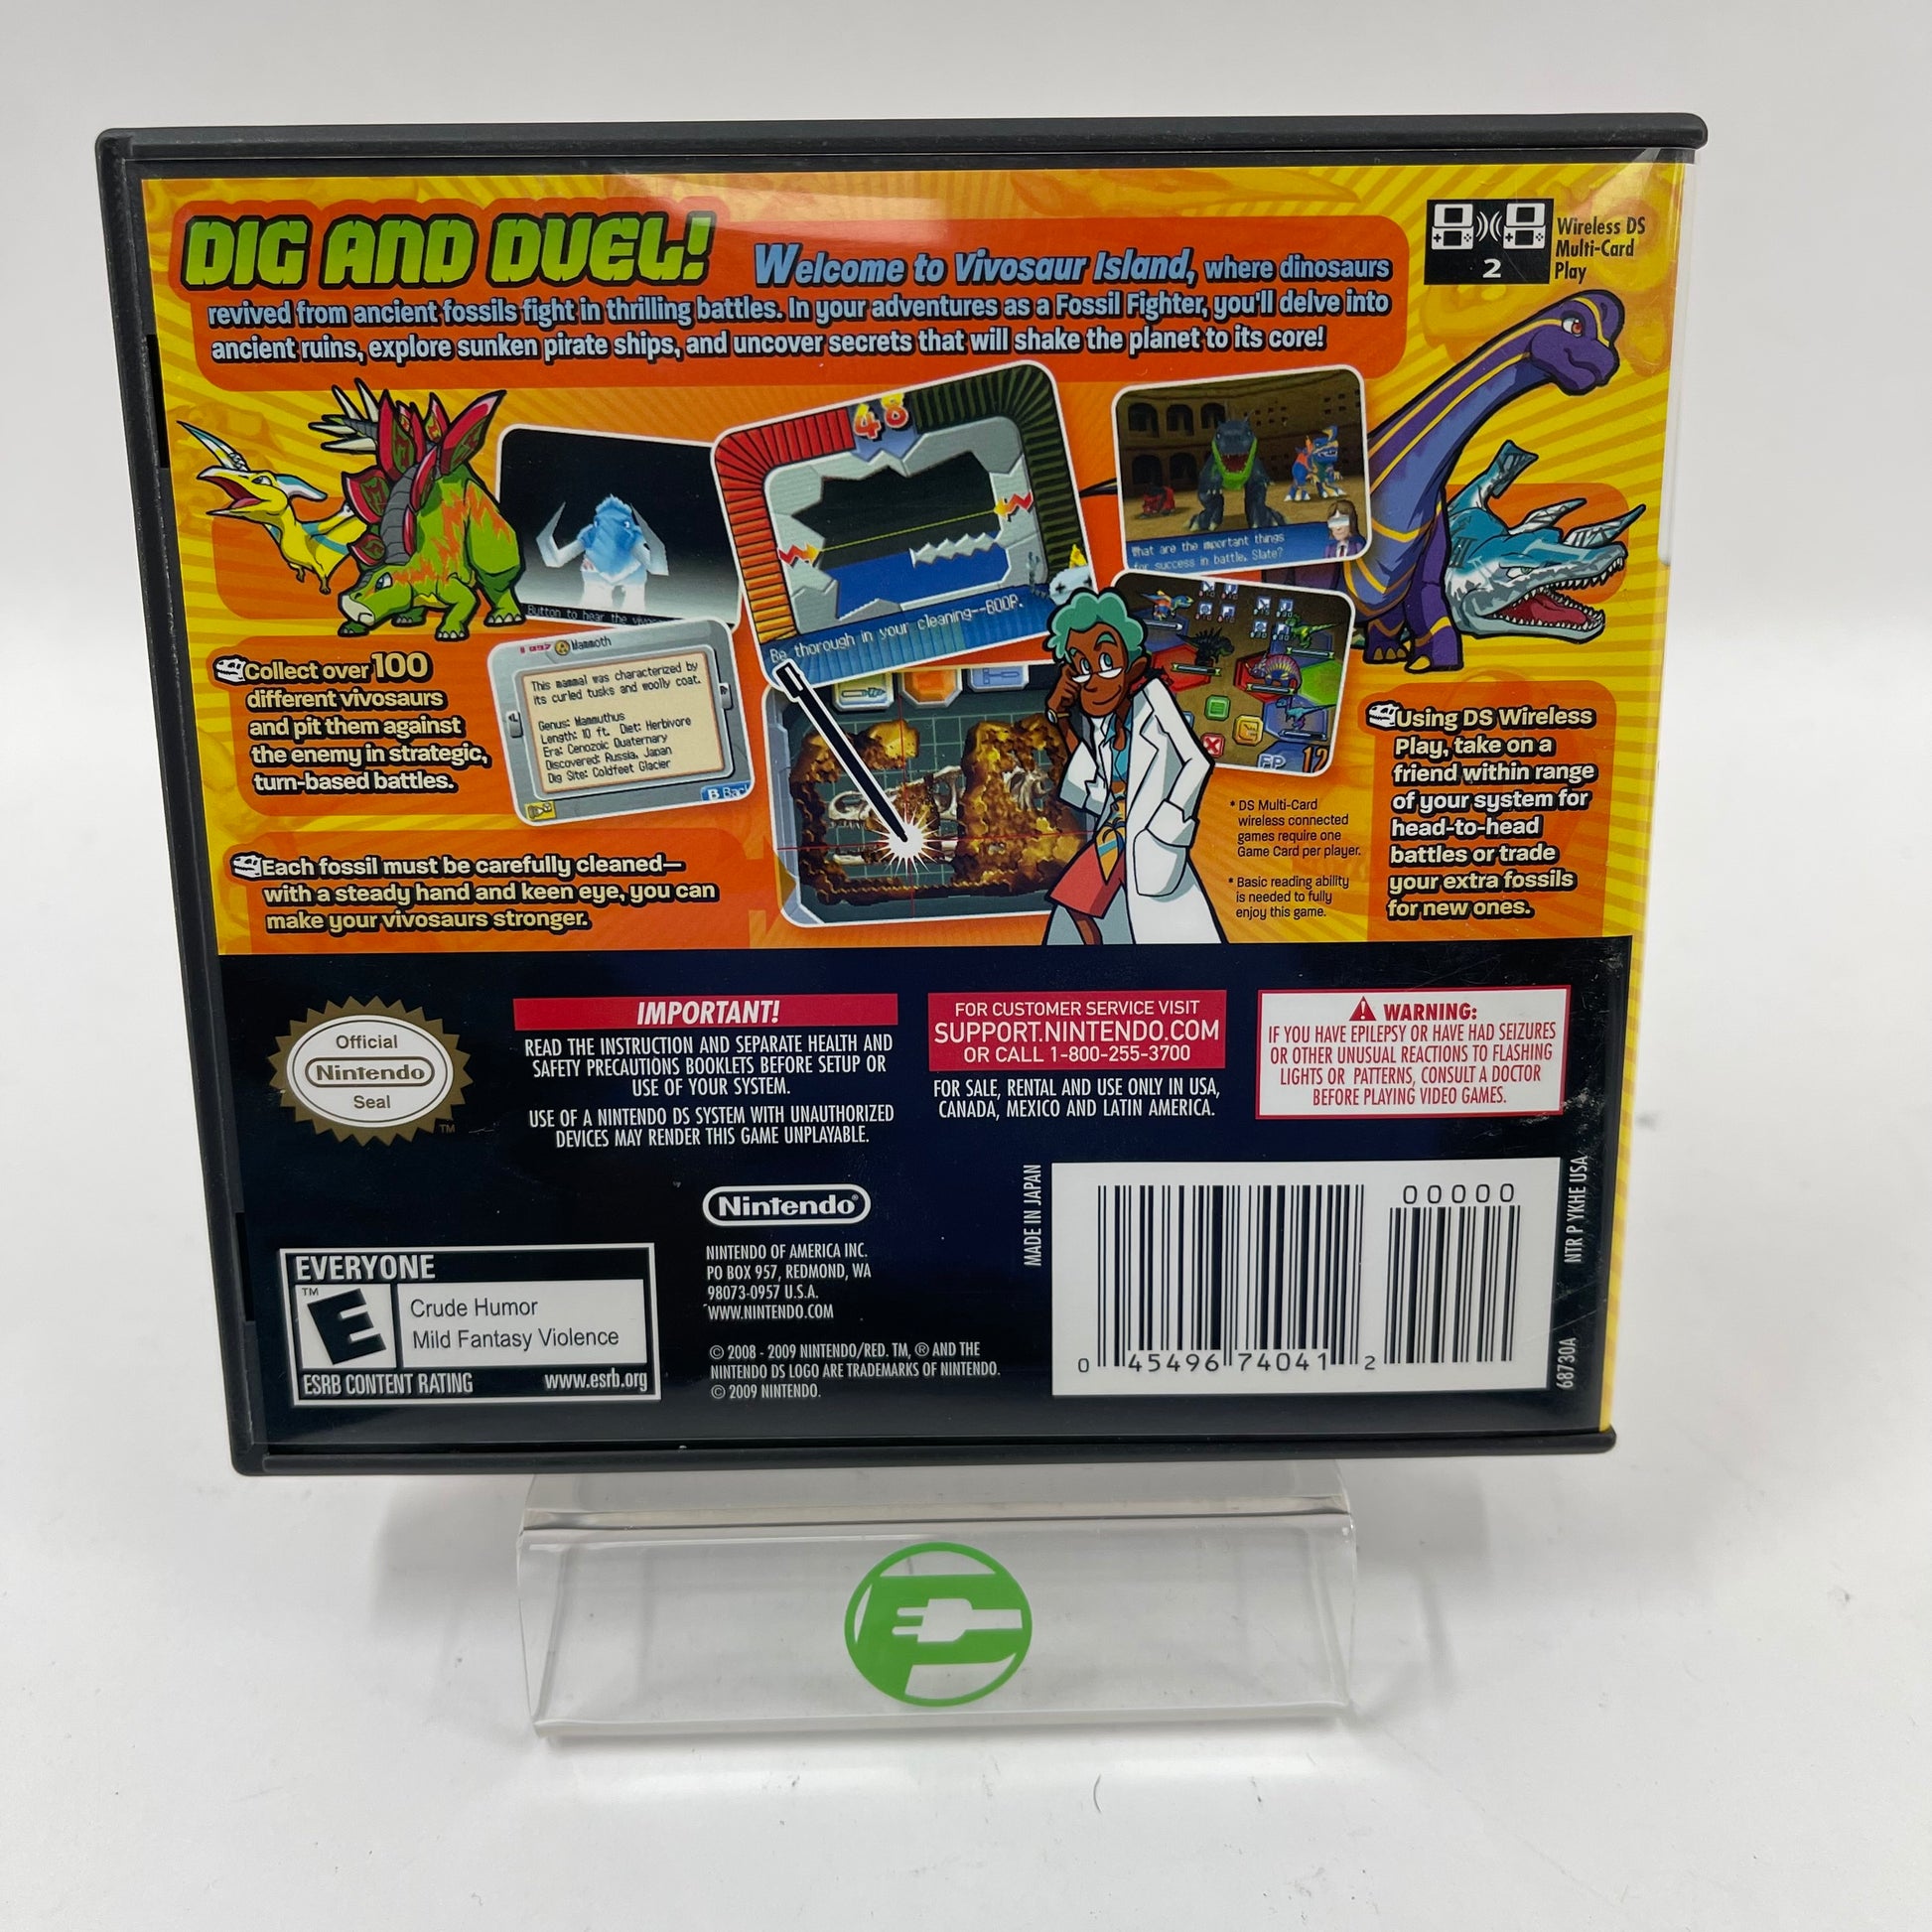 DIG AND DUEL!
Welcome to Vivosaur Island, where dinosaurs
revived from ancient fossils fight in thrilling battles. In your adventures as a Fossil Fighter, you'll delve into
ancient ruins, explore sunken pirate ships, and uncover secrets that will shake the planet to its core!
2
Wireless DS
Multi-Card
Play
48
Be thorough in your cleaning--BOOP.
What are the important things
for success in battle, Slate?
Button to hear the
Mammoth
This mammal was characterized by
its curled tusks and woolly coat.
Genus: Mammuthus
Length: 10 ft. Diet: Herbivore
Era: Cenozoic Quaternary
Discovered: Russia, Japan
Dig Site: Coldfeet Glacier
B Back
FP 12
Collect over 100
different vivosaurs
and pit them against
the enemy in strategic,
turn-based battles.
Each fossil must be carefully cleaned—
with a steady hand and keen eye, you can
make your vivosaurs stronger.
* DS Multi-Card
wireless connected
games require one
Game Card per player.
* Basic reading ability
is needed to fully
enjoy this game.
Using DS Wireless
Play, take on a
friend within range
of your system for
head-to-head
battles or trade
your extra fossils
for new ones.
Official
Nintendo
Seal
TM
IMPORTANT!
READ THE INSTRUCTION AND SEPARATE HEALTH AND
SAFETY PRECAUTIONS BOOKLETS BEFORE SETUP OR
USE OF YOUR SYSTEM.
USE OF A NINTENDO DS SYSTEM WITH UNAUTHORIZED
DEVICES MAY RENDER THIS GAME UNPLAYABLE.
FOR CUSTOMER SERVICE VISIT
SUPPORT.NINTENDO.COM
OR CALL 1-800-255-3700
FOR SALE, RENTAL AND USE ONLY IN USA,
CANADA, MEXICO AND LATIN AMERICA.
WARNING:
IF YOU HAVE EPILEPSY OR HAVE HAD SEIZURES
OR OTHER UNUSUAL REACTIONS TO FLASHING
LIGHTS OR PATTERNS, CONSULT A DOCTOR
BEFORE PLAYING VIDEO GAMES.
EVERYONE
TM
E
Crude Humor
Mild Fantasy Violence
ESRB CONTENT RATING www.esrb.org
Nintendo®
NINTENDO OF AMERICA INC.
PO BOX 957, REDMOND, WA
98073-0957 U.S.A.
WWW.NINTENDO.COM
© 2008 - 2009 NINTENDO/RED. TM, ® AND THE
NINTENDO DS LOGO ARE TRADEMARKS OF NINTENDO.
© 2009 NINTENDO.
MADE IN JAPAN
00000
0 45496 74041 2
NTR P YKHE USA
68730A